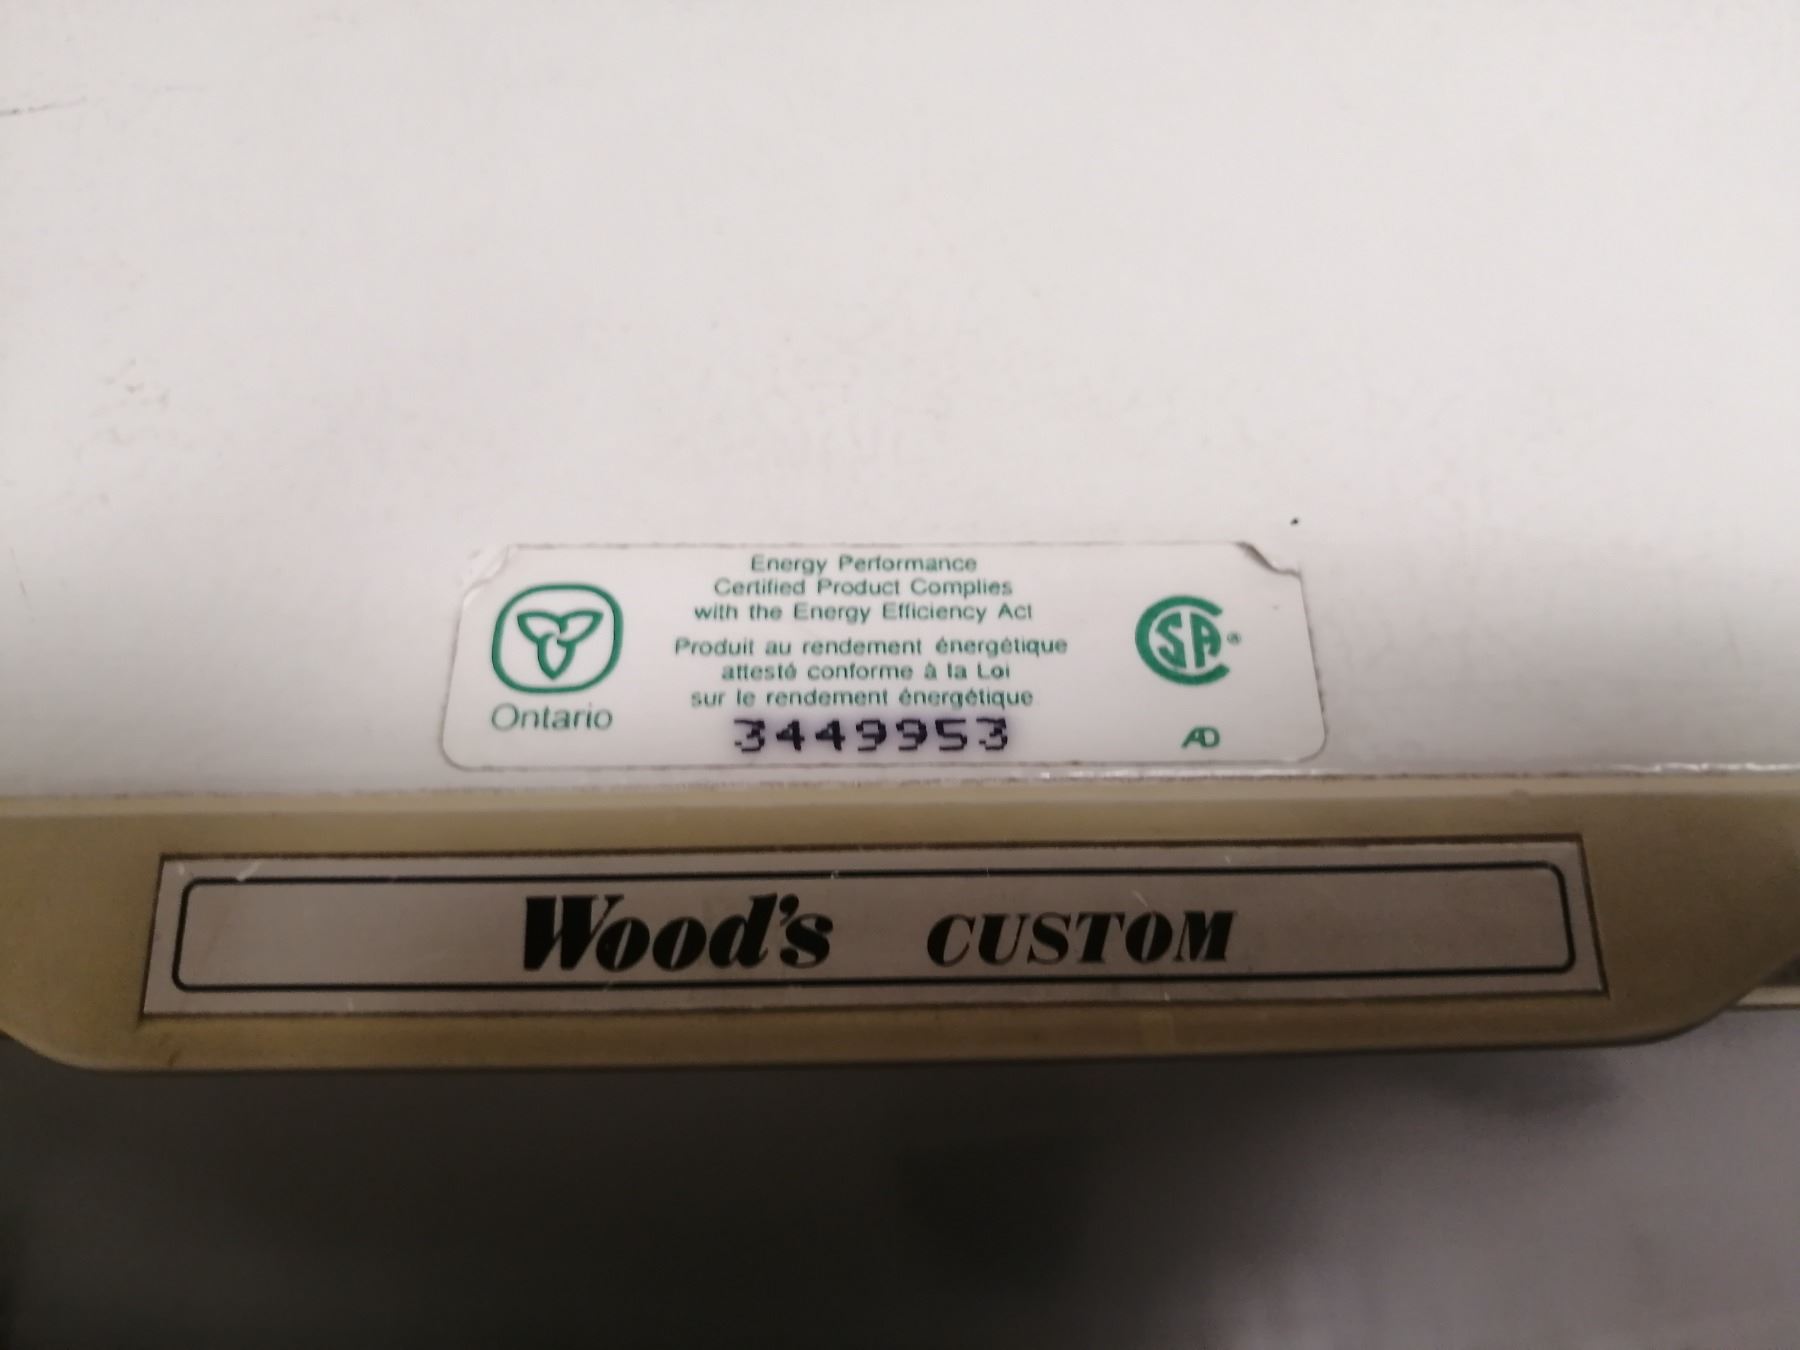 Energy Performance
Certified Product Complies
with the Energy Efficiency Act
Produit au rendement énergétique
attesté conforme à la Loi
sur le rendement énergétique
Ontario
3449953
CSA®
AD
Wood's CUSTOM